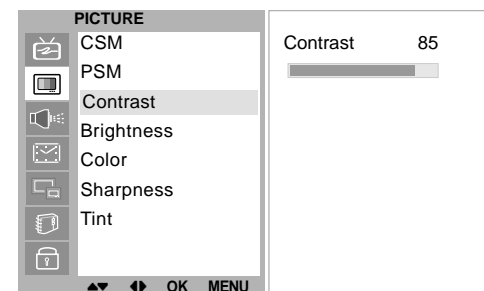 PICTURE
CSM
PSM
Contrast
Brightness
Color
Sharpness
Tint
OK MENU
Contrast 85